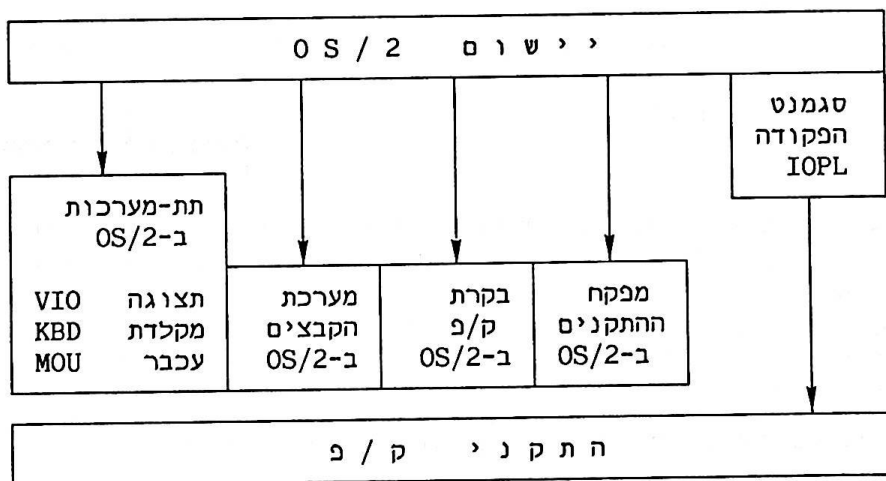 יישום OS/2
סגמנט
הפקודה
IOPL
תת-מערכות
ב-OS/2
תצוגה VIO
מקלדת KBD
עכבר MOU
מפקח
ההתקנים
ב-OS/2
בקרת
ק/פ
ב-OS/2
מערכת
הקבצים
ב-OS/2
התקני ק/פ